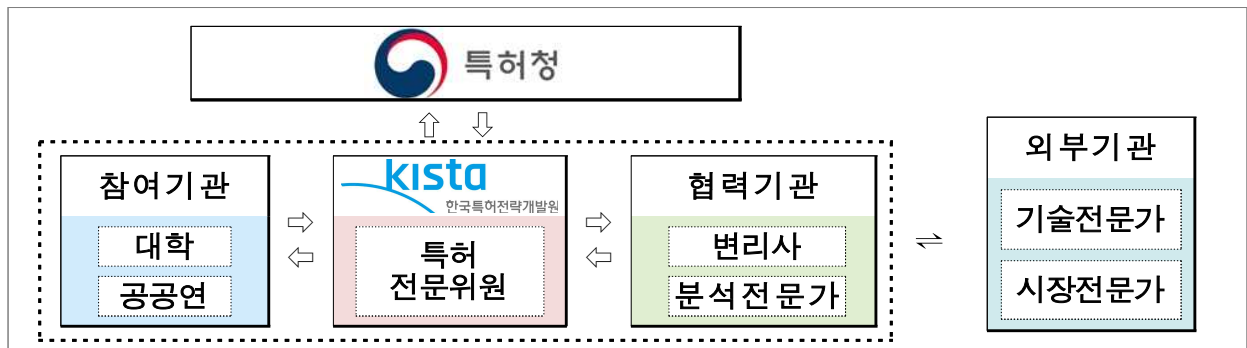 특허청
참여기관
대학
공공연
kista
한국특허전략개발원
특허
전문위원
협력기관
변리사
분석전문가
외부기관
기술전문가
시장전문가